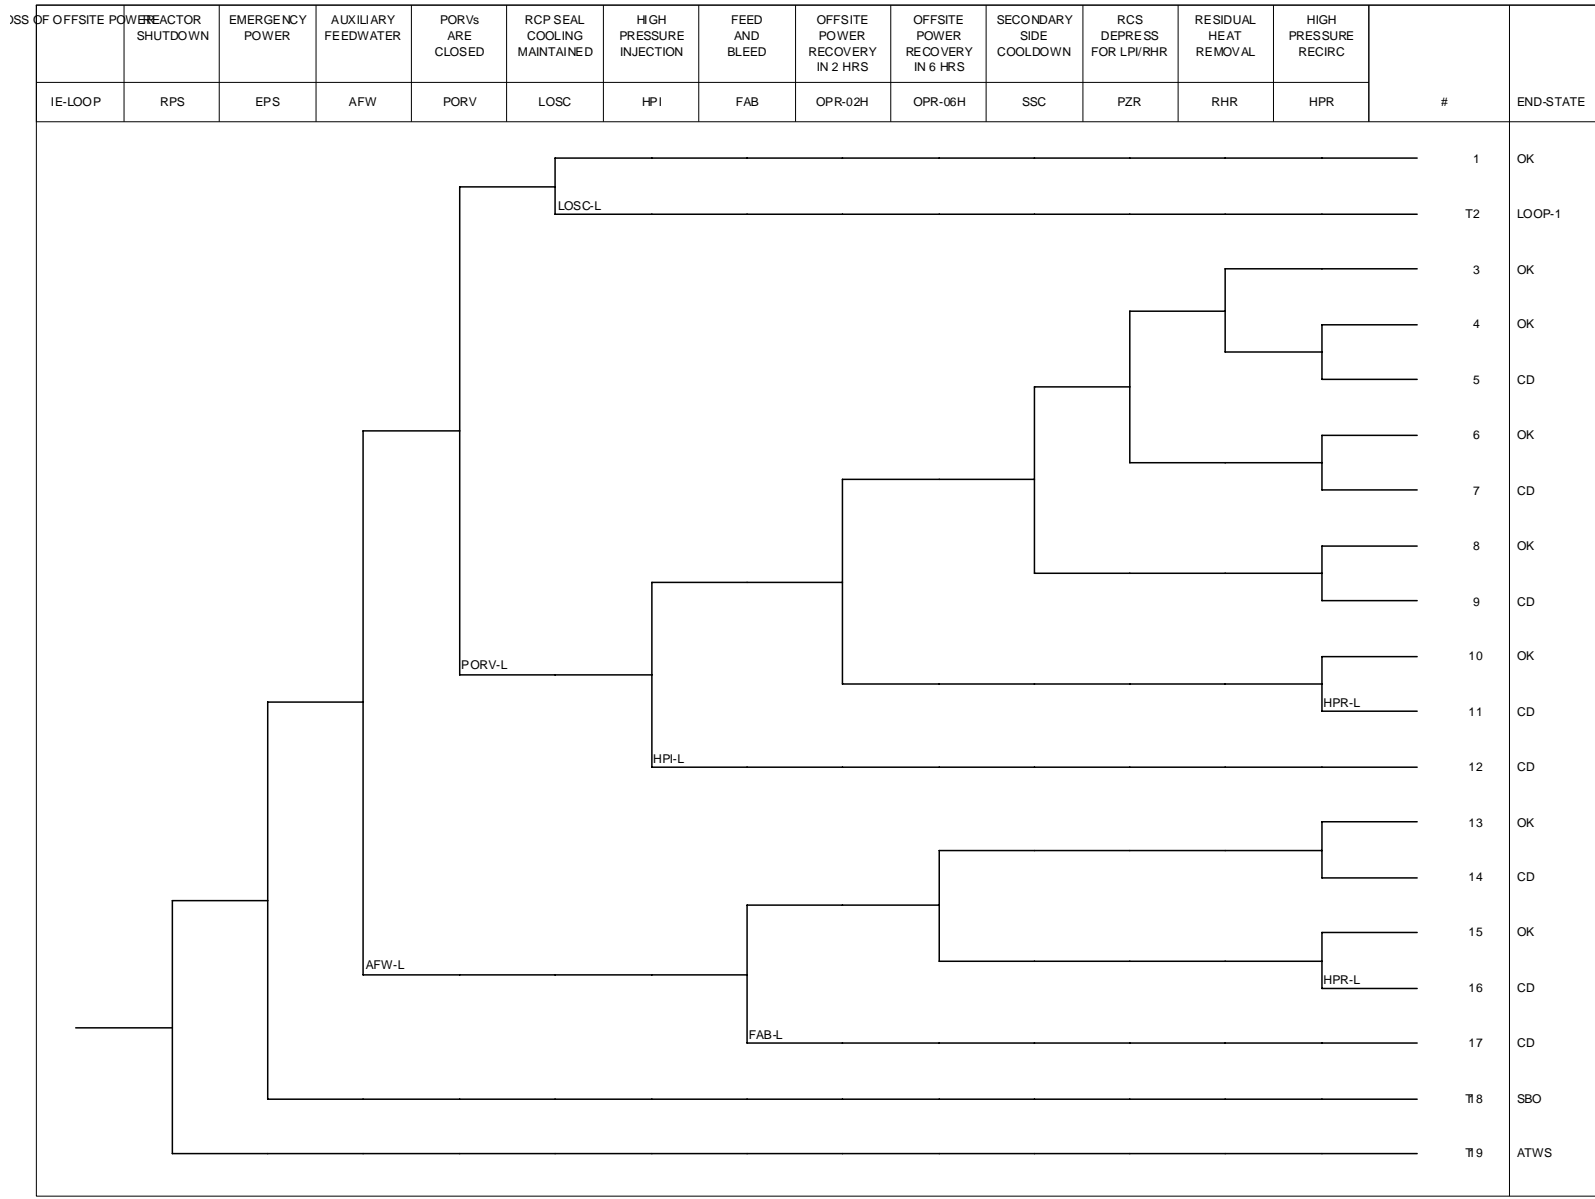 OSS OF OFFSITE POWER
REACTOR
SHUTDOWN
EMERGENCY
POWER
AUXILIARY
FEEDWATER
PORVs
ARE
CLOSED
RCP SEAL
COOLING
MAINTAINED
HIGH
PRESSURE
INJECTION
FEED
AND
BLEED
OFFSITE
POWER
RECOVERY
IN 2 HRS
OFFSITE
POWER
RECOVERY
IN 6 HRS
SECONDARY
SIDE
COOLDOWN
RCS
DEPRESS
FOR LPI/RHR
RESIDUAL
HEAT
REMOVAL
HIGH
PRESSURE
RECIRC
IE-LOOP RPS EPS AFW PORV LOSC HPI FAB OPR-02H OPR-06H SSC PZR RHR HPR # END-STATE
1 OK
LOSC-L
T2 LOOP-1
3 OK
4 OK
5 CD
6 OK
7 CD
8 OK
9 CD
10 OK
PORV-L
HPR-L
11 CD
HPI-L
12 CD
13 OK
14 CD
15 OK
AFW-L
HPR-L
16 CD
FAB-L
17 CD
T18 SBO
T19 ATWS